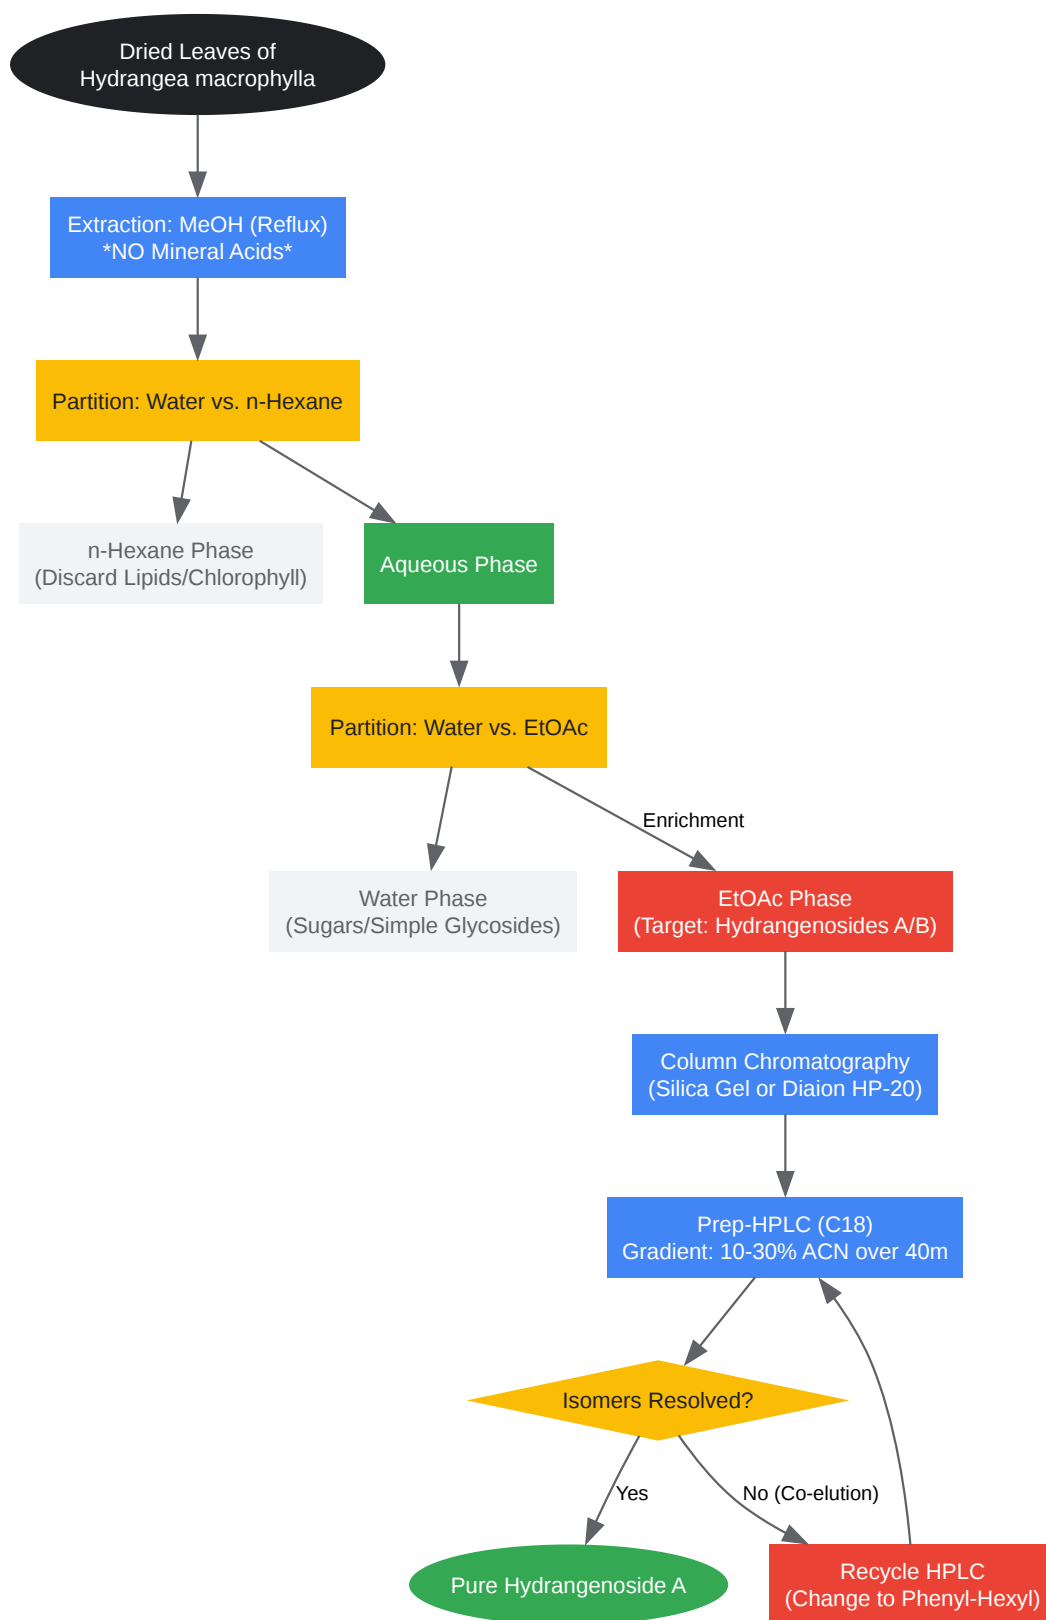 Dried Leaves of
Hydrangea macrophylla
Extraction: MeOH (Reflux)
*NO Mineral Acids*
Partition: Water vs. n-Hexane
n-Hexane Phase
(Discard Lipids/Chlorophyll)
Aqueous Phase
Partition: Water vs. EtOAc
Enrichment
Water Phase
(Sugars/Simple Glycosides)
EtOAc Phase
(Target: Hydrangenosides A/B)
Column Chromatography
(Silica Gel or Diaion HP-20)
Prep-HPLC (C18)
Gradient: 10-30% ACN over 40m
Isomers Resolved?
Yes
No (Co-elution)
Pure Hydrangenoside A
Recycle HPLC
(Change to Phenyl-Hexyl)